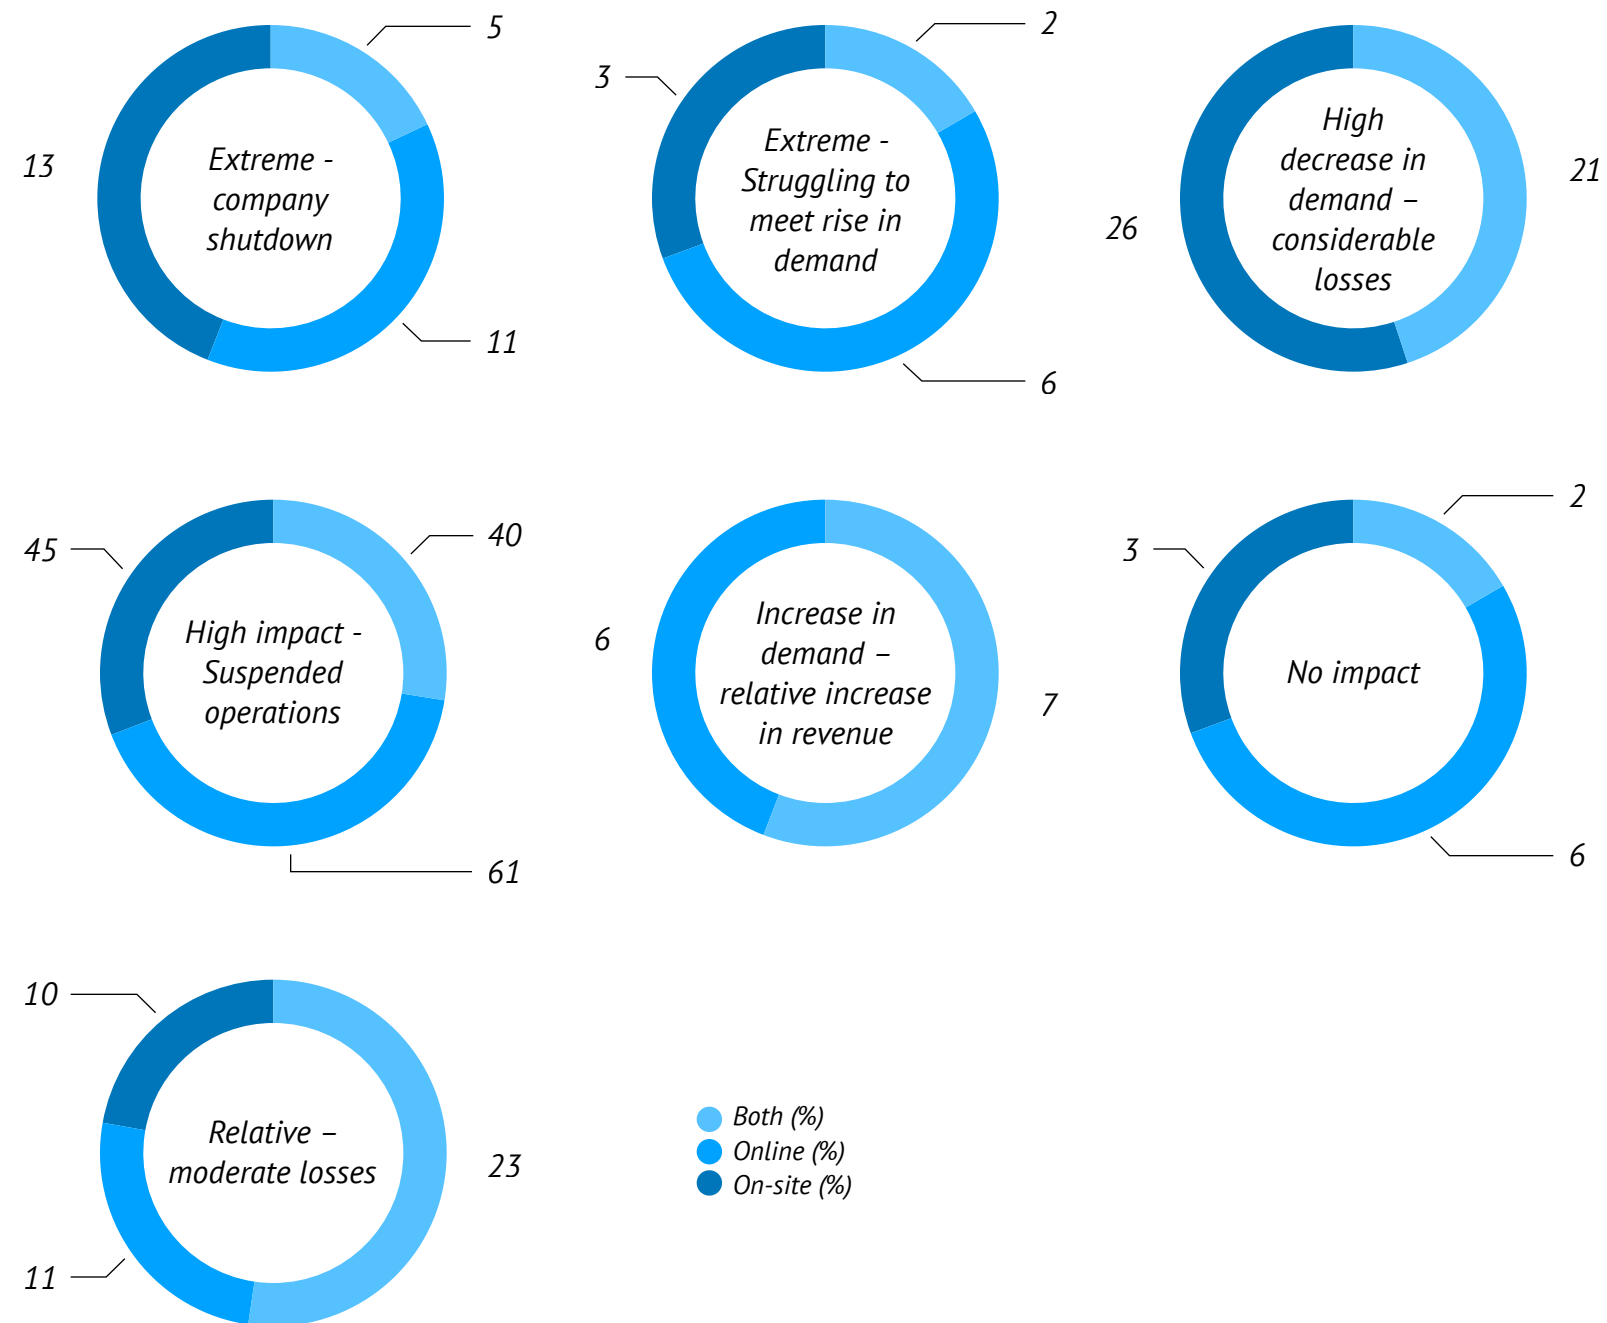 5
13
Extreme -
company
shutdown
11
2
3
Extreme -
Struggling to
meet rise in
demand
6
High
decrease in
demand –
considerable
losses
21
26
45
40
High impact -
Suspended
operations
61
6
Increase in
demand –
relative increase
in revenue
7
2
3
No impact
6
10
Relative –
moderate losses
23
11
Both (%)
Online (%)
On-site (%)